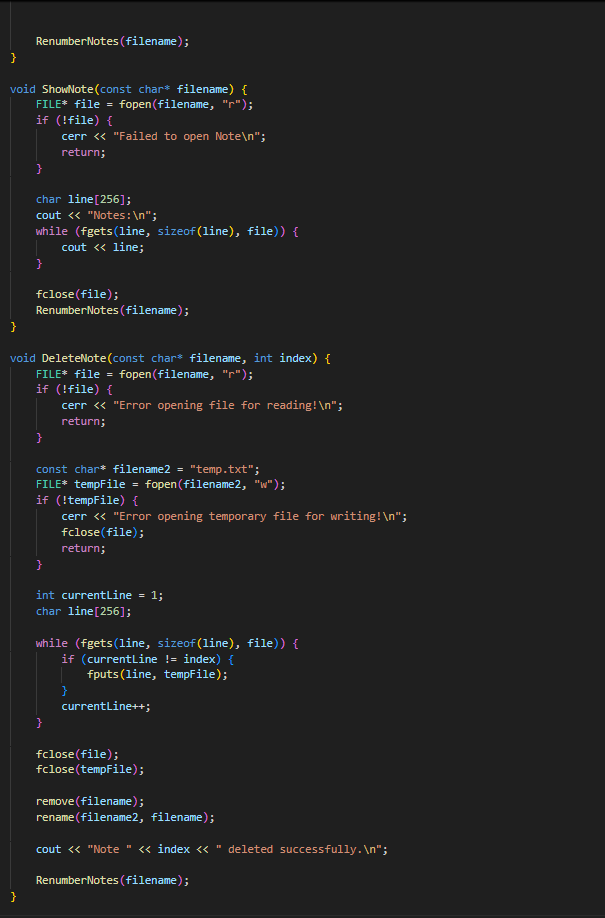 RenumberNotes(filename);
}

void ShowNote(const char* filename) {
    FILE* file = fopen(filename, "r");
    if (!file) {
        cerr << "Failed to open Note\n";
        return;
    }

    char line[256];
    cout << "Notes:\n";
    while (fgets(line, sizeof(line), file)) {
        cout << line;
    }

    fclose(file);
    RenumberNotes(filename);
}

void DeleteNote(const char* filename, int index) {
    FILE* file = fopen(filename, "r");
    if (!file) {
        cerr << "Error opening file for reading!\n";
        return;
    }

    const char* filename2 = "temp.txt";
    FILE* tempFile = fopen(filename2, "w");
    if (!tempFile) {
        cerr << "Error opening temporary file for writing!\n";
        fclose(file);
        return;
    }

    int currentLine = 1;
    char line[256];

    while (fgets(line, sizeof(line), file)) {
        if (currentLine != index) {
            fputs(line, tempFile);
        }
        currentLine++;
    }

    fclose(file);
    fclose(tempFile);

    remove(filename);
    rename(filename2, filename);

    cout << "Note " << index << " deleted successfully.\n";

    RenumberNotes(filename);
}